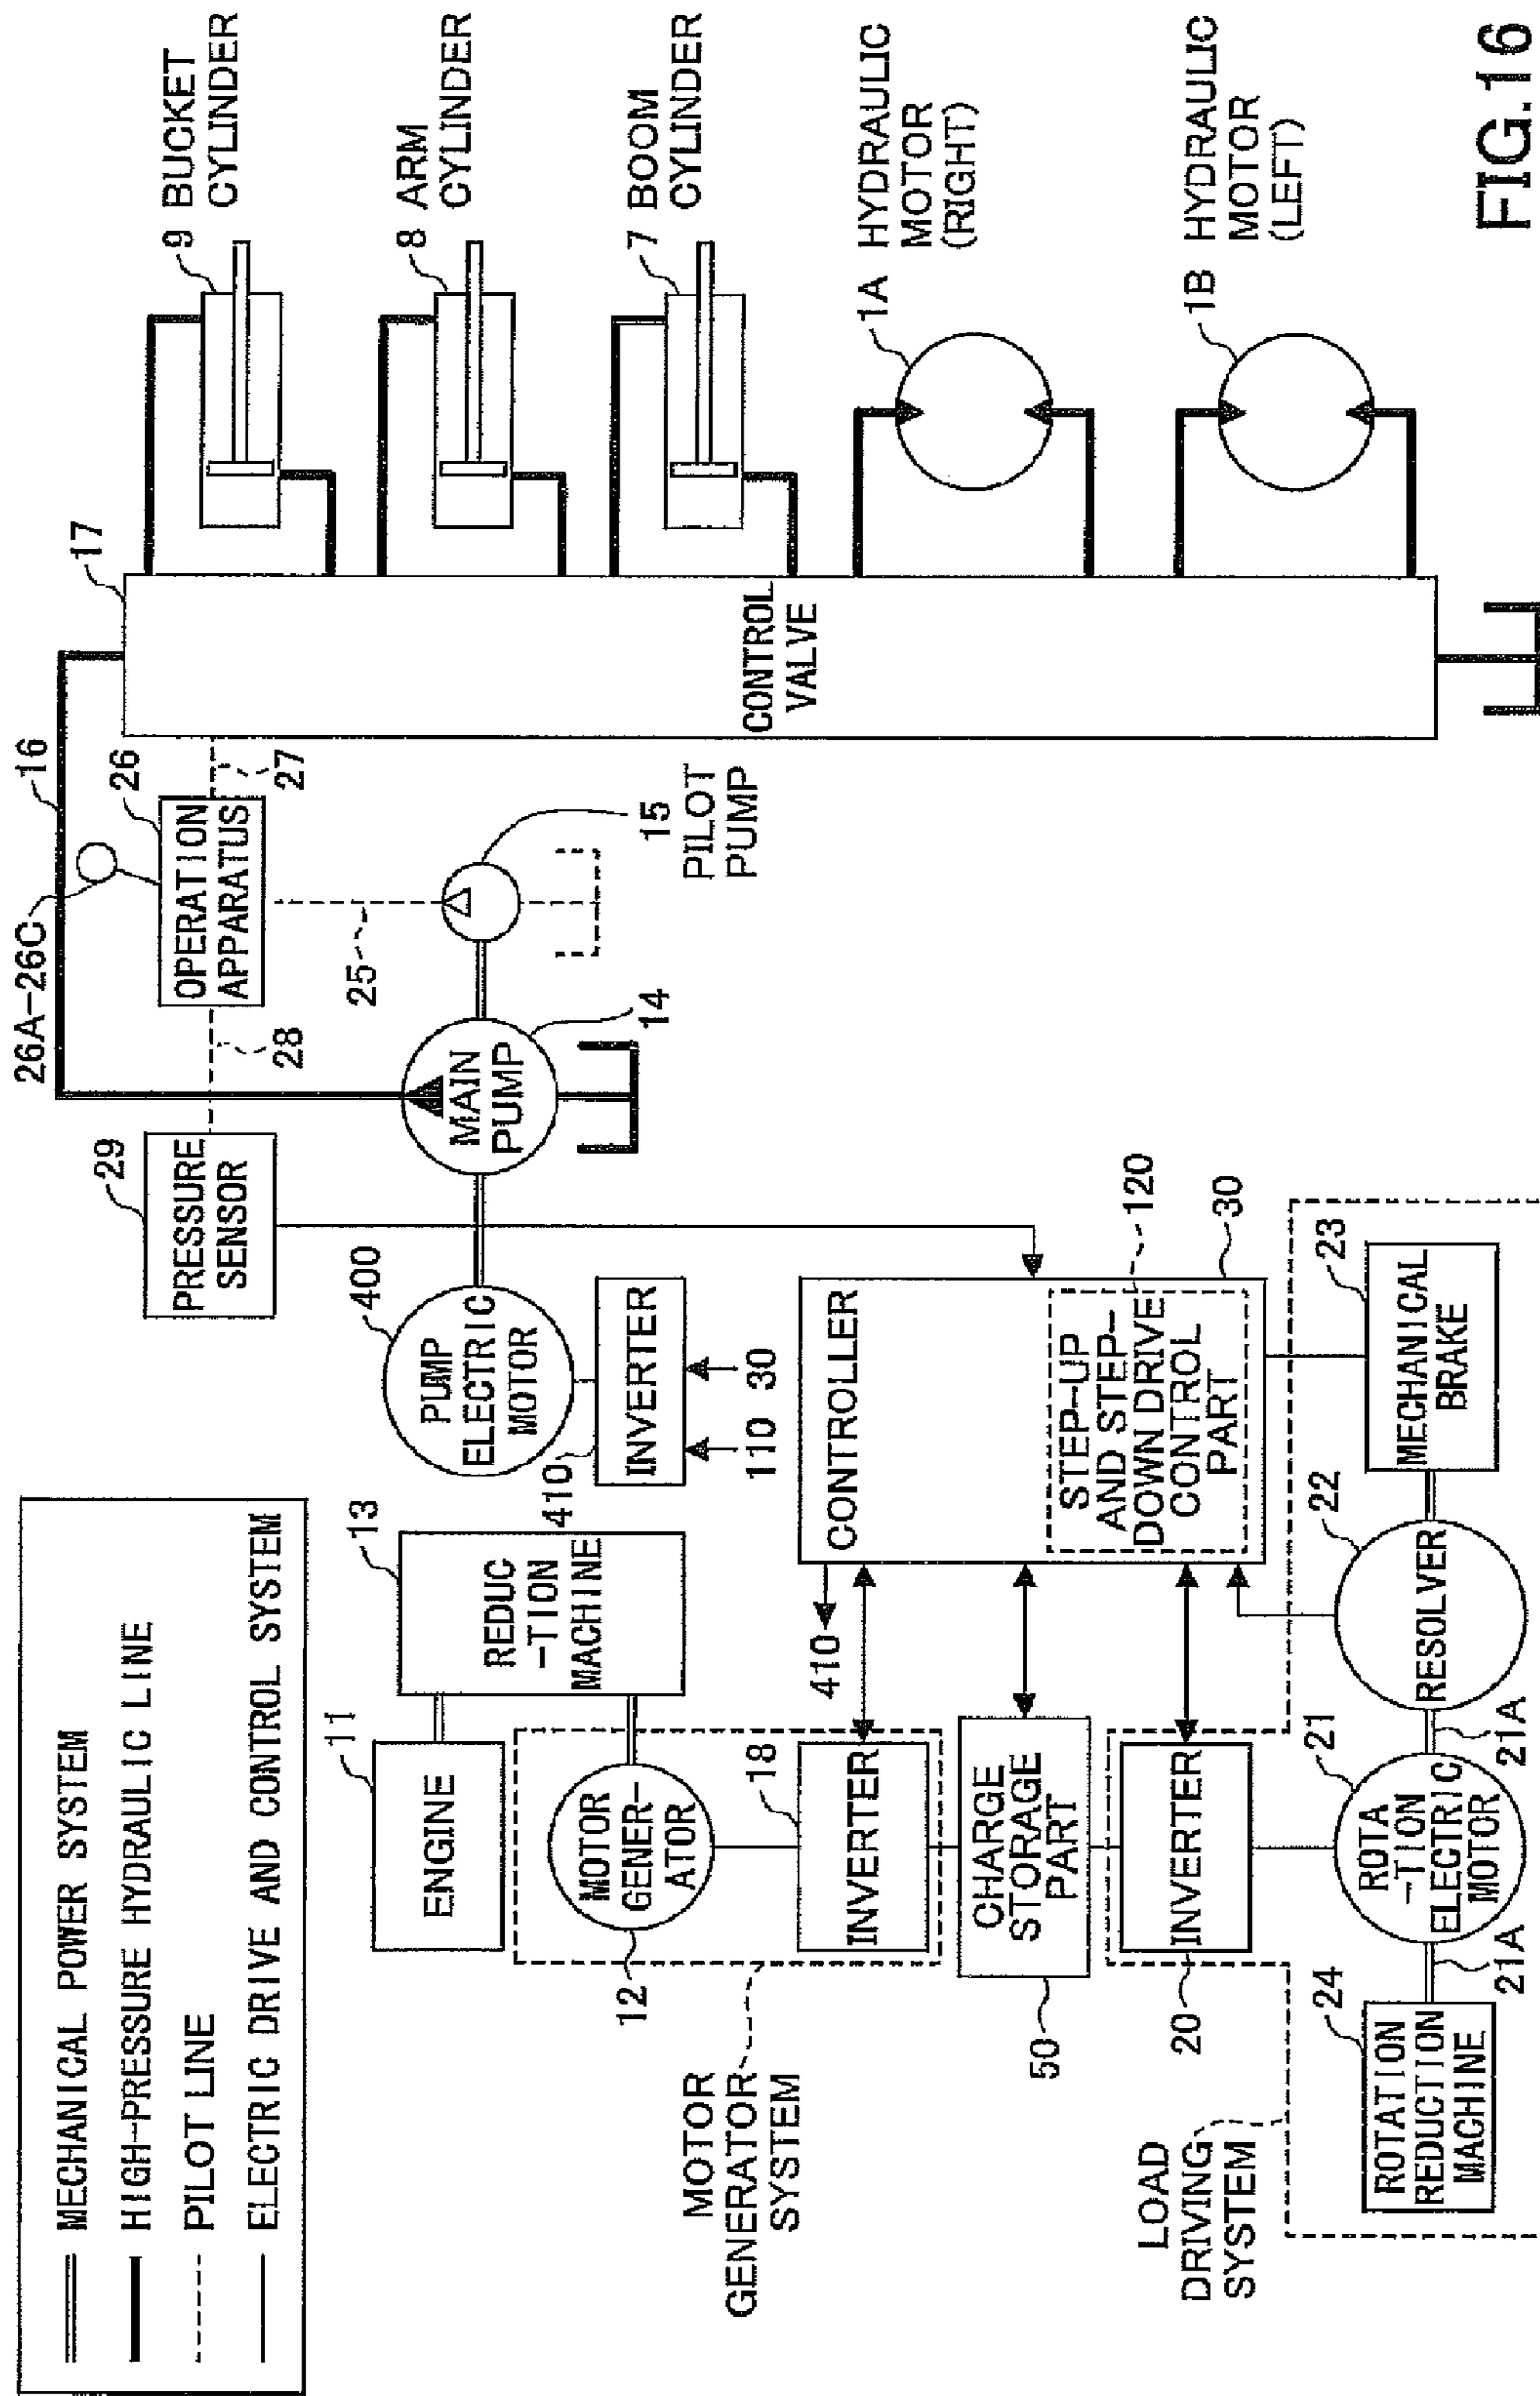 MECHANICAL POWER SYSTEM
HIGH-PRESSURE HYDRAULIC LINE
PILOT LINE
ELECTRIC DRIVE AND CONTROL SYSTEM
11
ENGINE
13
REDUC
-TION
MACHINE
MOTOR
GENER-
ATOR
12
18
INVERTER
MOTOR
GENERATOR
SYSTEM
CHARGE
STORAGE
PART
50
INVERTER
20
LOAD
DRIVING
SYSTEM
24
ROTATION
REDUCTION
MACHINE
21A
21
ROTA
-TION
ELECTRIC
MOTOR
21A
22
RESOLVER
23
MECHANICAL
BRAKE
410
CONTROLLER
30
STEP-UP
AND STEP-
DOWN DRIVE
CONTROL
PART
120
400
PUMP
ELECTRIC
MOTOR
410
INVERTER
110
30
29
PRESSURE
SENSOR
28
26A-26C
16
26
OPERATION
APPARATUS
27
25
MAIN
PUMP
14
15
PILOT
PUMP
17
CONTROL
VALVE
9
BUCKET
CYLINDER
8
ARM
CYLINDER
7
BOOM
CYLINDER
1A HYDRAULIC
MOTOR
(RIGHT)
1B HYDRAULIC
MOTOR
(LEFT)
FIG.16